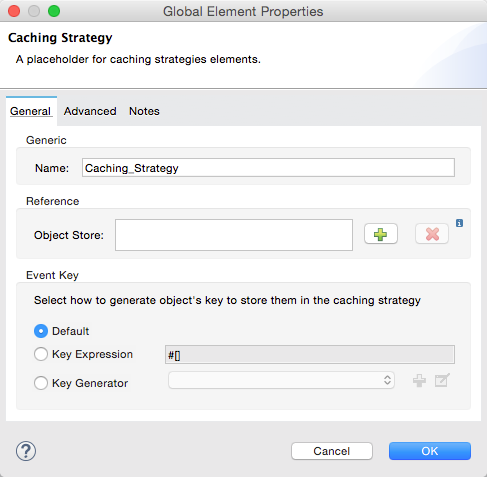 Global Element Properties
Caching Strategy
A placeholder for caching strategies elements.
General Advanced Notes
Generic
Name: Caching_Strategy
Reference
Object Store:
Event Key
Select how to generate object's key to store them in the caching strategy
Default
Key Expression #[]
Key Generator
? Cancel OK